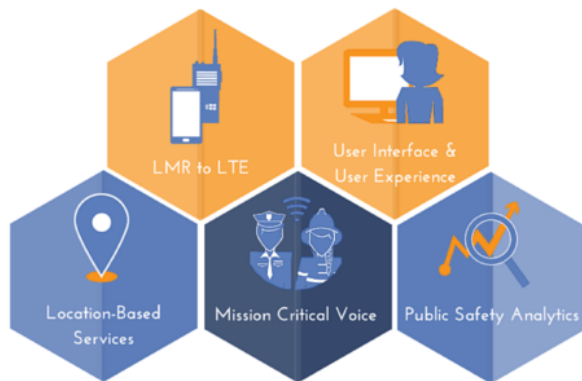 LMR to LTE
User Interface &
User Experience
Location-Based
Services
Mission Critical Voice
Public Safety Analytics